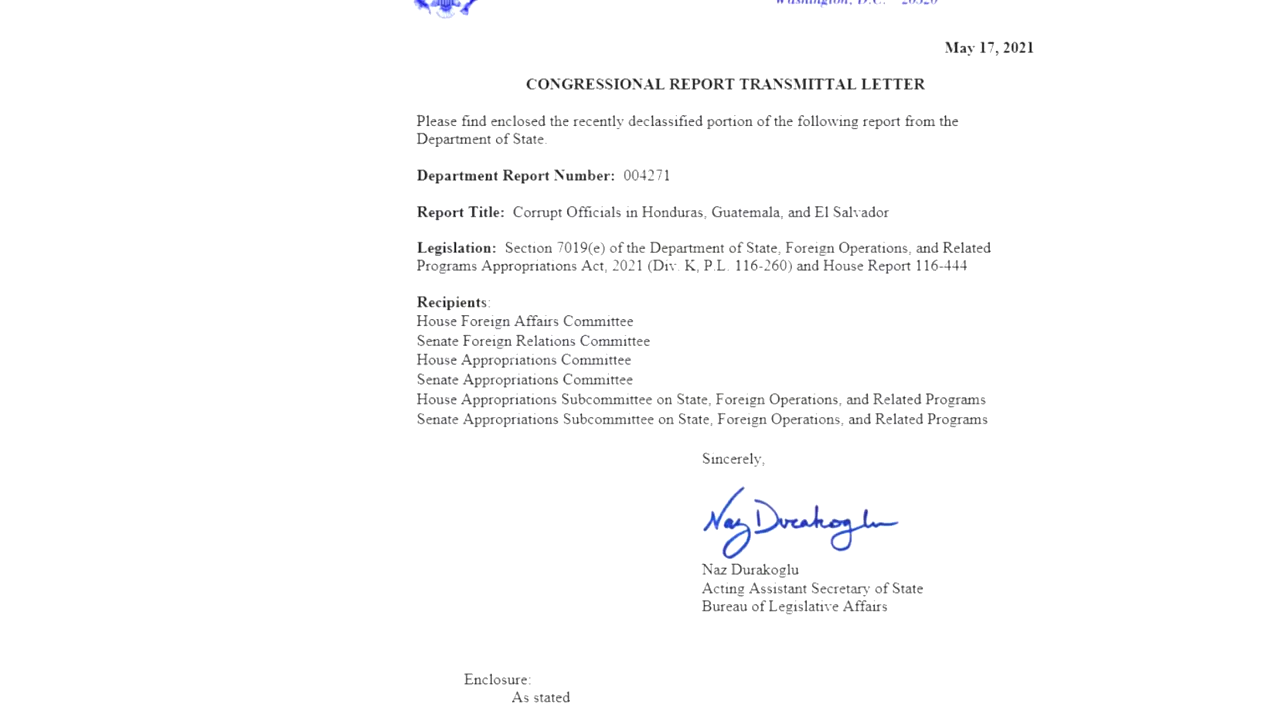 Washington, D.C. 20520
May 17, 2021
CONGRESSIONAL REPORT TRANSMITTAL LETTER
Please find enclosed the recently declassified portion of the following report from the
Department of State.
Department Report Number: 004271
Report Title: Corrupt Officials in Honduras, Guatemala, and El Salvador
Legislation: Section 7019(e) of the Department of State, Foreign Operations, and Related
Programs Appropriations Act, 2021 (Div. K, P.L. 116-260) and House Report 116-444
Recipients:
House Foreign Affairs Committee
Senate Foreign Relations Committee
House Appropriations Committee
Senate Appropriations Committee
House Appropriations Subcommittee on State, Foreign Operations, and Related Programs
Senate Appropriations Subcommittee on State, Foreign Operations, and Related Programs
Sincerely,
Naz Durakoglu
Naz Durakoglu
Acting Assistant Secretary of State
Bureau of Legislative Affairs
Enclosure:
As stated